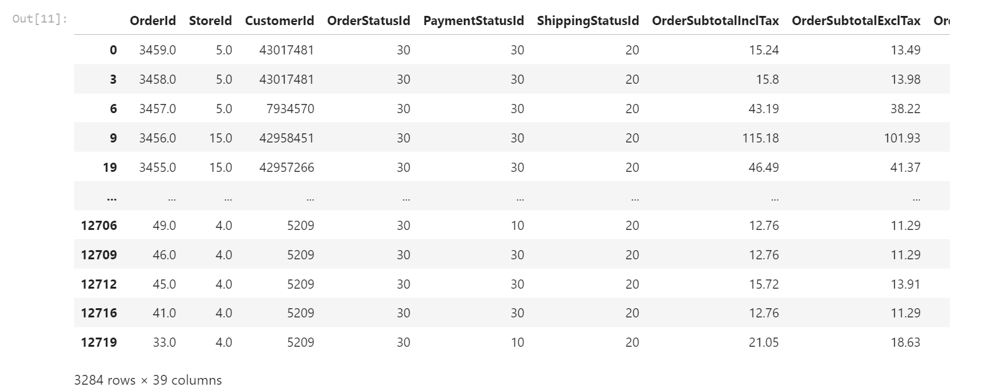 Out[11]:
OrderId StoreId CustomerId OrderStatusId PaymentStatusId ShippingStatusId OrderSubtotalInclTax OrderSubtotalExclTax
0 3459.0 5.0 43017481 30 30 20 15.24 13.49
3 3458.0 5.0 43017481 30 30 20 15.8 13.98
6 3457.0 5.0 7934570 30 30 20 43.19 38.22
9 3456.0 15.0 42958451 30 30 20 115.18 101.93
19 3455.0 15.0 42957266 30 30 20 46.49 41.37
... ... ... ... ... ... ... ... ...
12706 49.0 4.0 5209 30 10 20 12.76 11.29
12709 46.0 4.0 5209 30 30 20 12.76 11.29
12712 45.0 4.0 5209 30 30 20 15.72 13.91
12716 41.0 4.0 5209 30 30 20 12.76 11.29
12719 33.0 4.0 5209 30 10 20 21.05 18.63
3284 rows × 39 columns